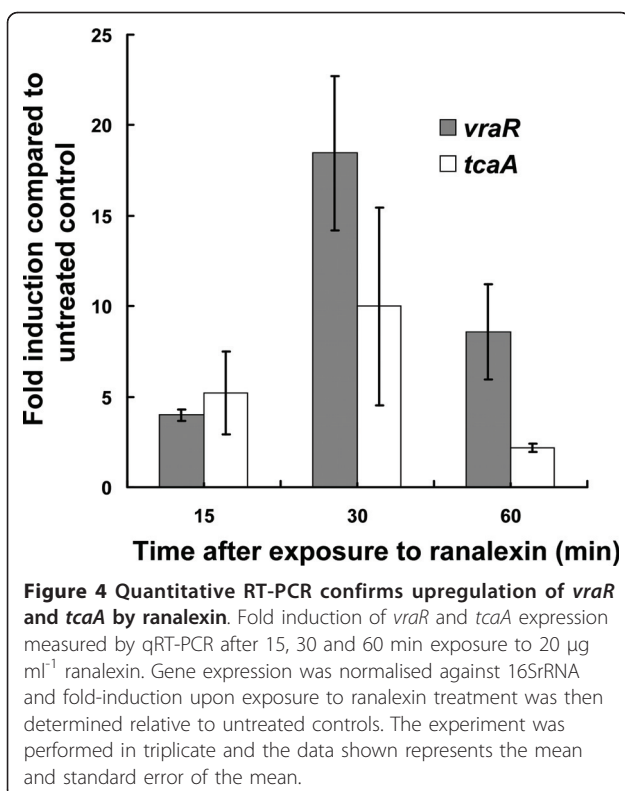 25
20
15
10
5
0
Fold induction compared to
untreated control
vraR
tcaA
15 30 60
Time after exposure to ranalexin (min)
Figure 4 Quantitative RT-PCR confirms upregulation of vraR
and tcaA by ranalexin. Fold induction of vraR and tcaA expression
measured by qRT-PCR after 15, 30 and 60 min exposure to 20 μg
ml⁻¹ ranalexin. Gene expression was normalised against 16SrRNA
and fold-induction upon exposure to ranalexin treatment was then
determined relative to untreated controls. The experiment was
performed in triplicate and the data shown represents the mean
and standard error of the mean.